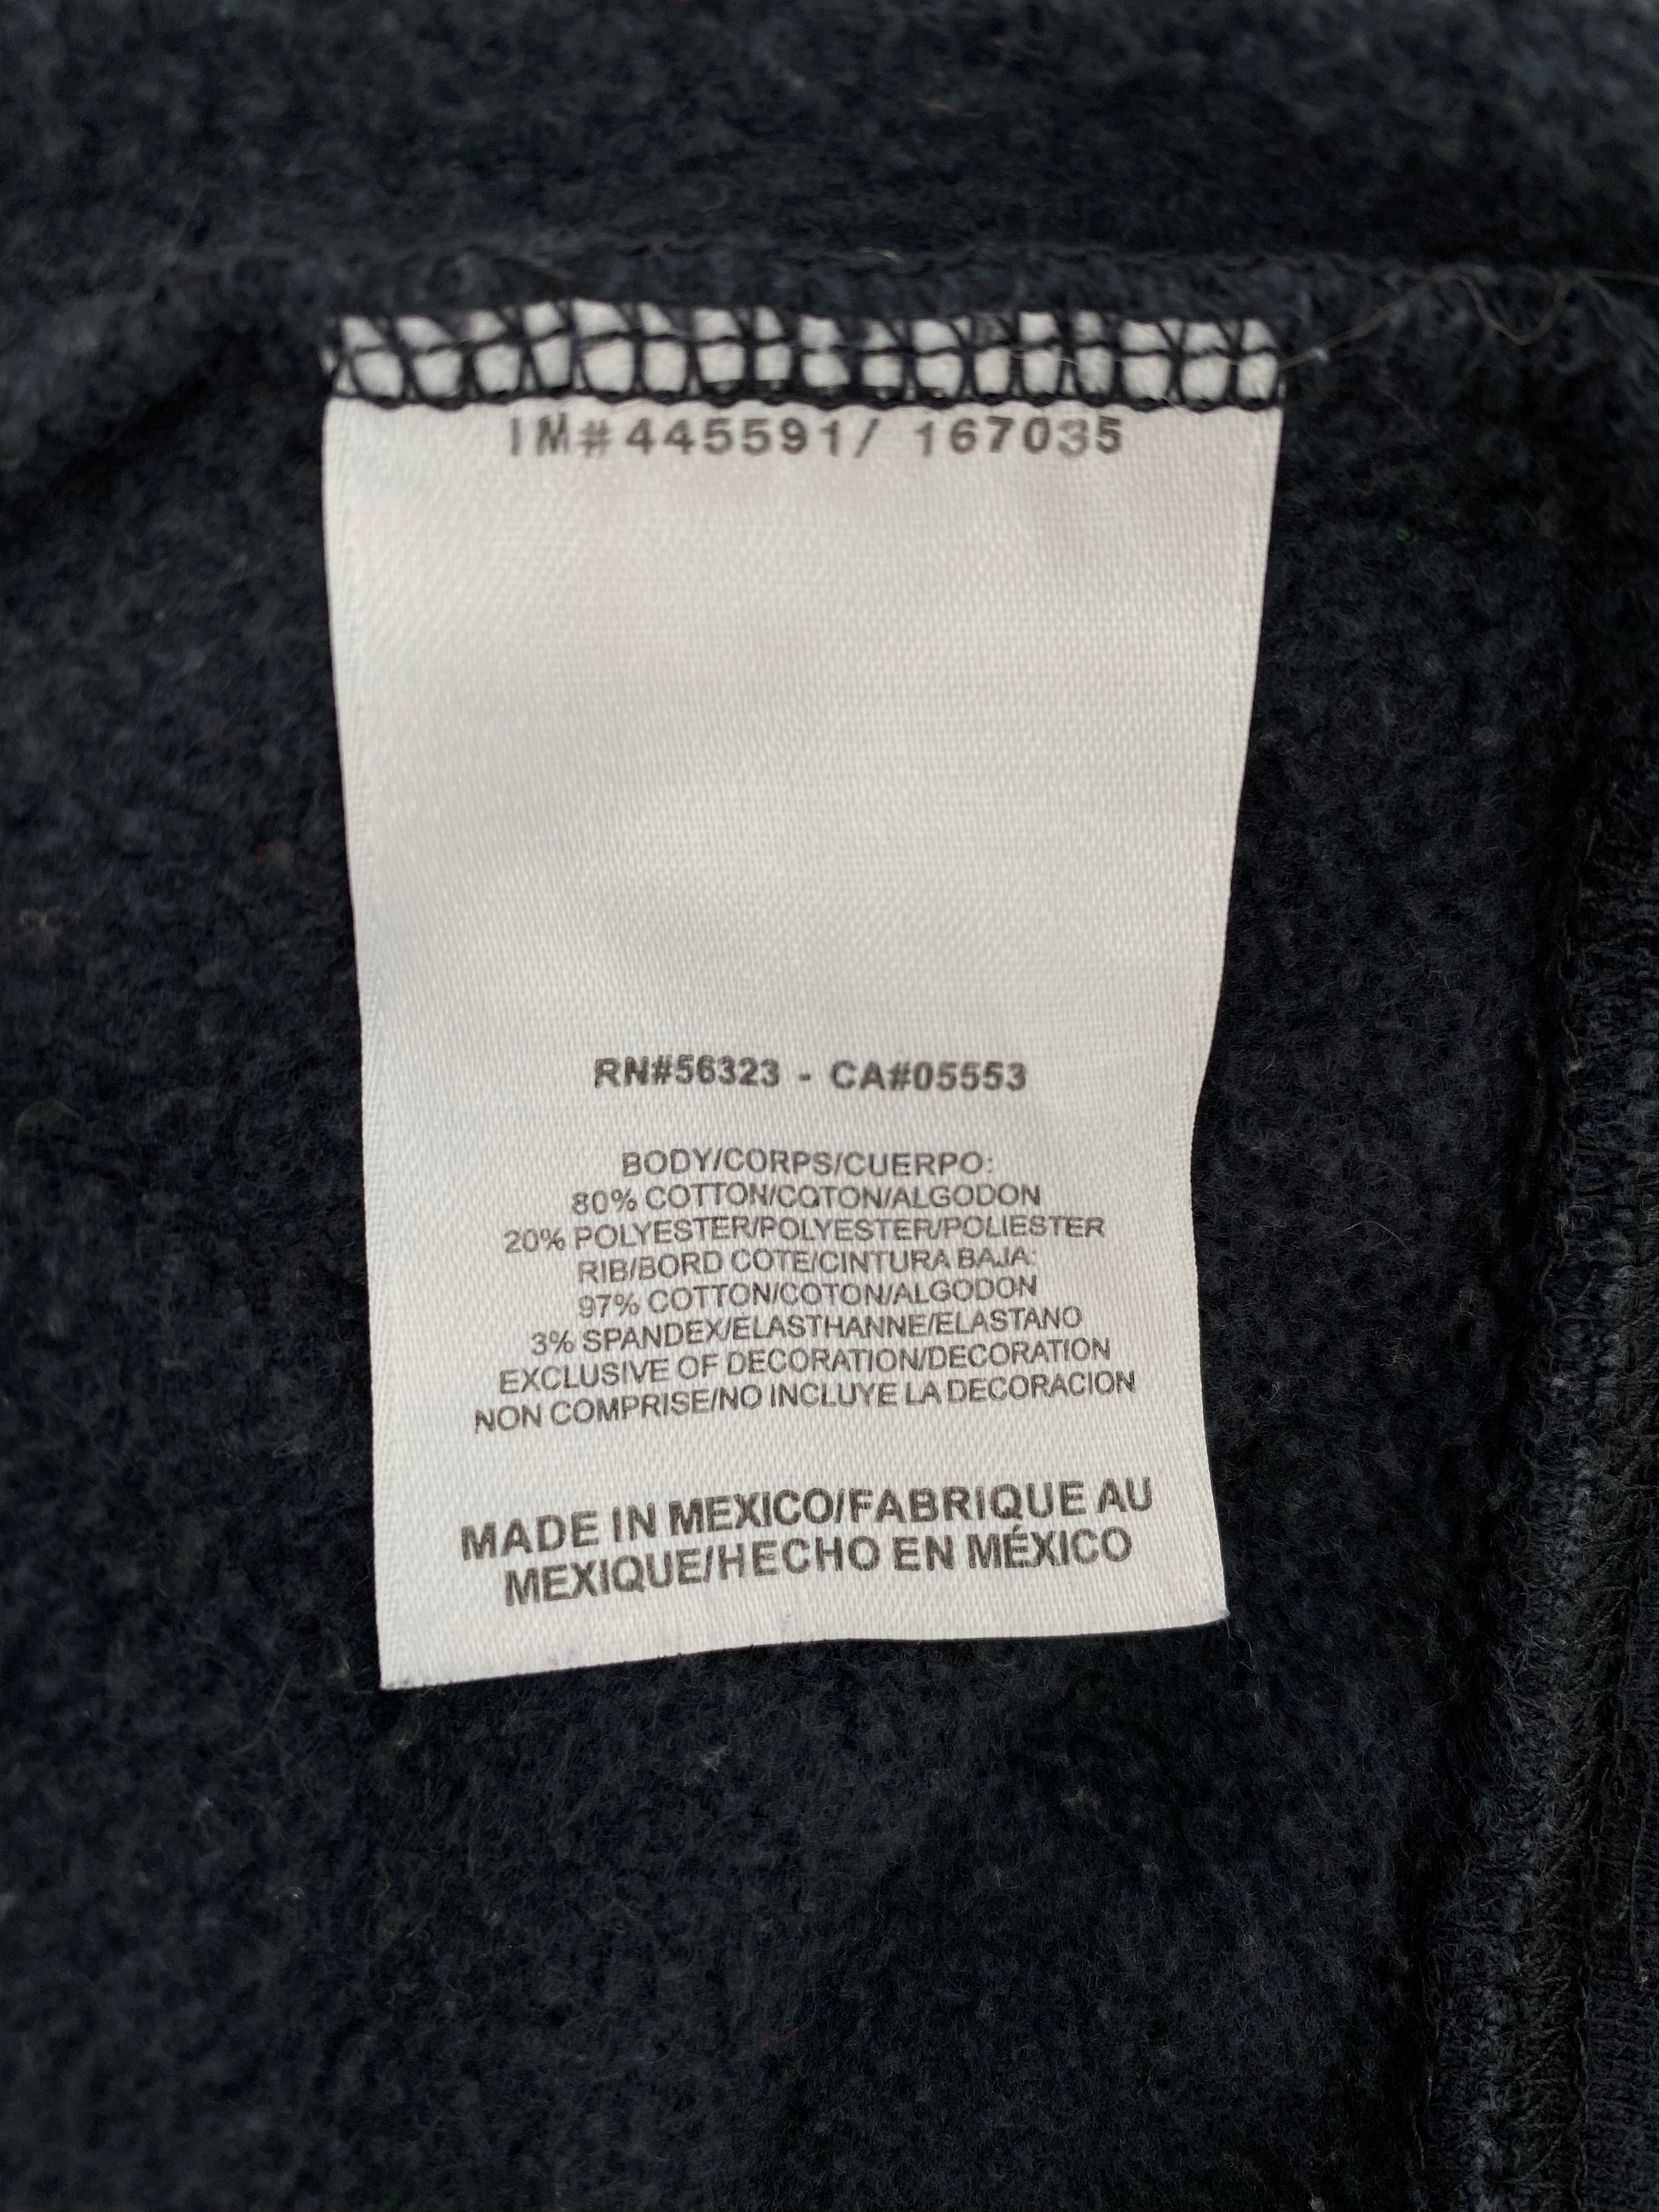 IM#445591/ 167035
RN#56323 - CA#05553
BODY/CORPS/CUERPO:
80% COTTON/COTON/ALGODON
20% POLYESTER/POLYESTER/POLIESTER
RIB/BORD COTE/CINTURA BAJA:
97% COTTON/COTON/ALGODON
3% SPANDEX/ELASTHANNE/ELASTANO
EXCLUSIVE OF DECORATION/DECORATION
NON COMPRISE/NO INCLUYE LA DECORACION
MADE IN MEXICO/FABRIQUE AU
MEXIQUE/HECHO EN MÉXICO